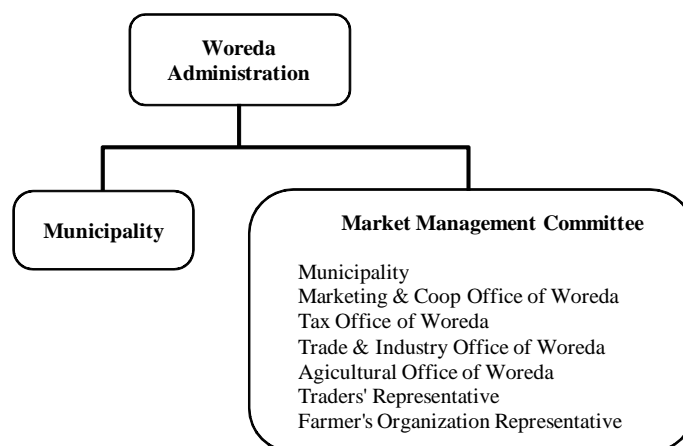 Woreda
Administration
Municipality
Market Management Committee
Municipality
Marketing & Coop Office of Woreda
Tax Office of Woreda
Trade & Industry Office of Woreda
Agicultural Office of Woreda
Traders' Representative
Farmer's Organization Representative